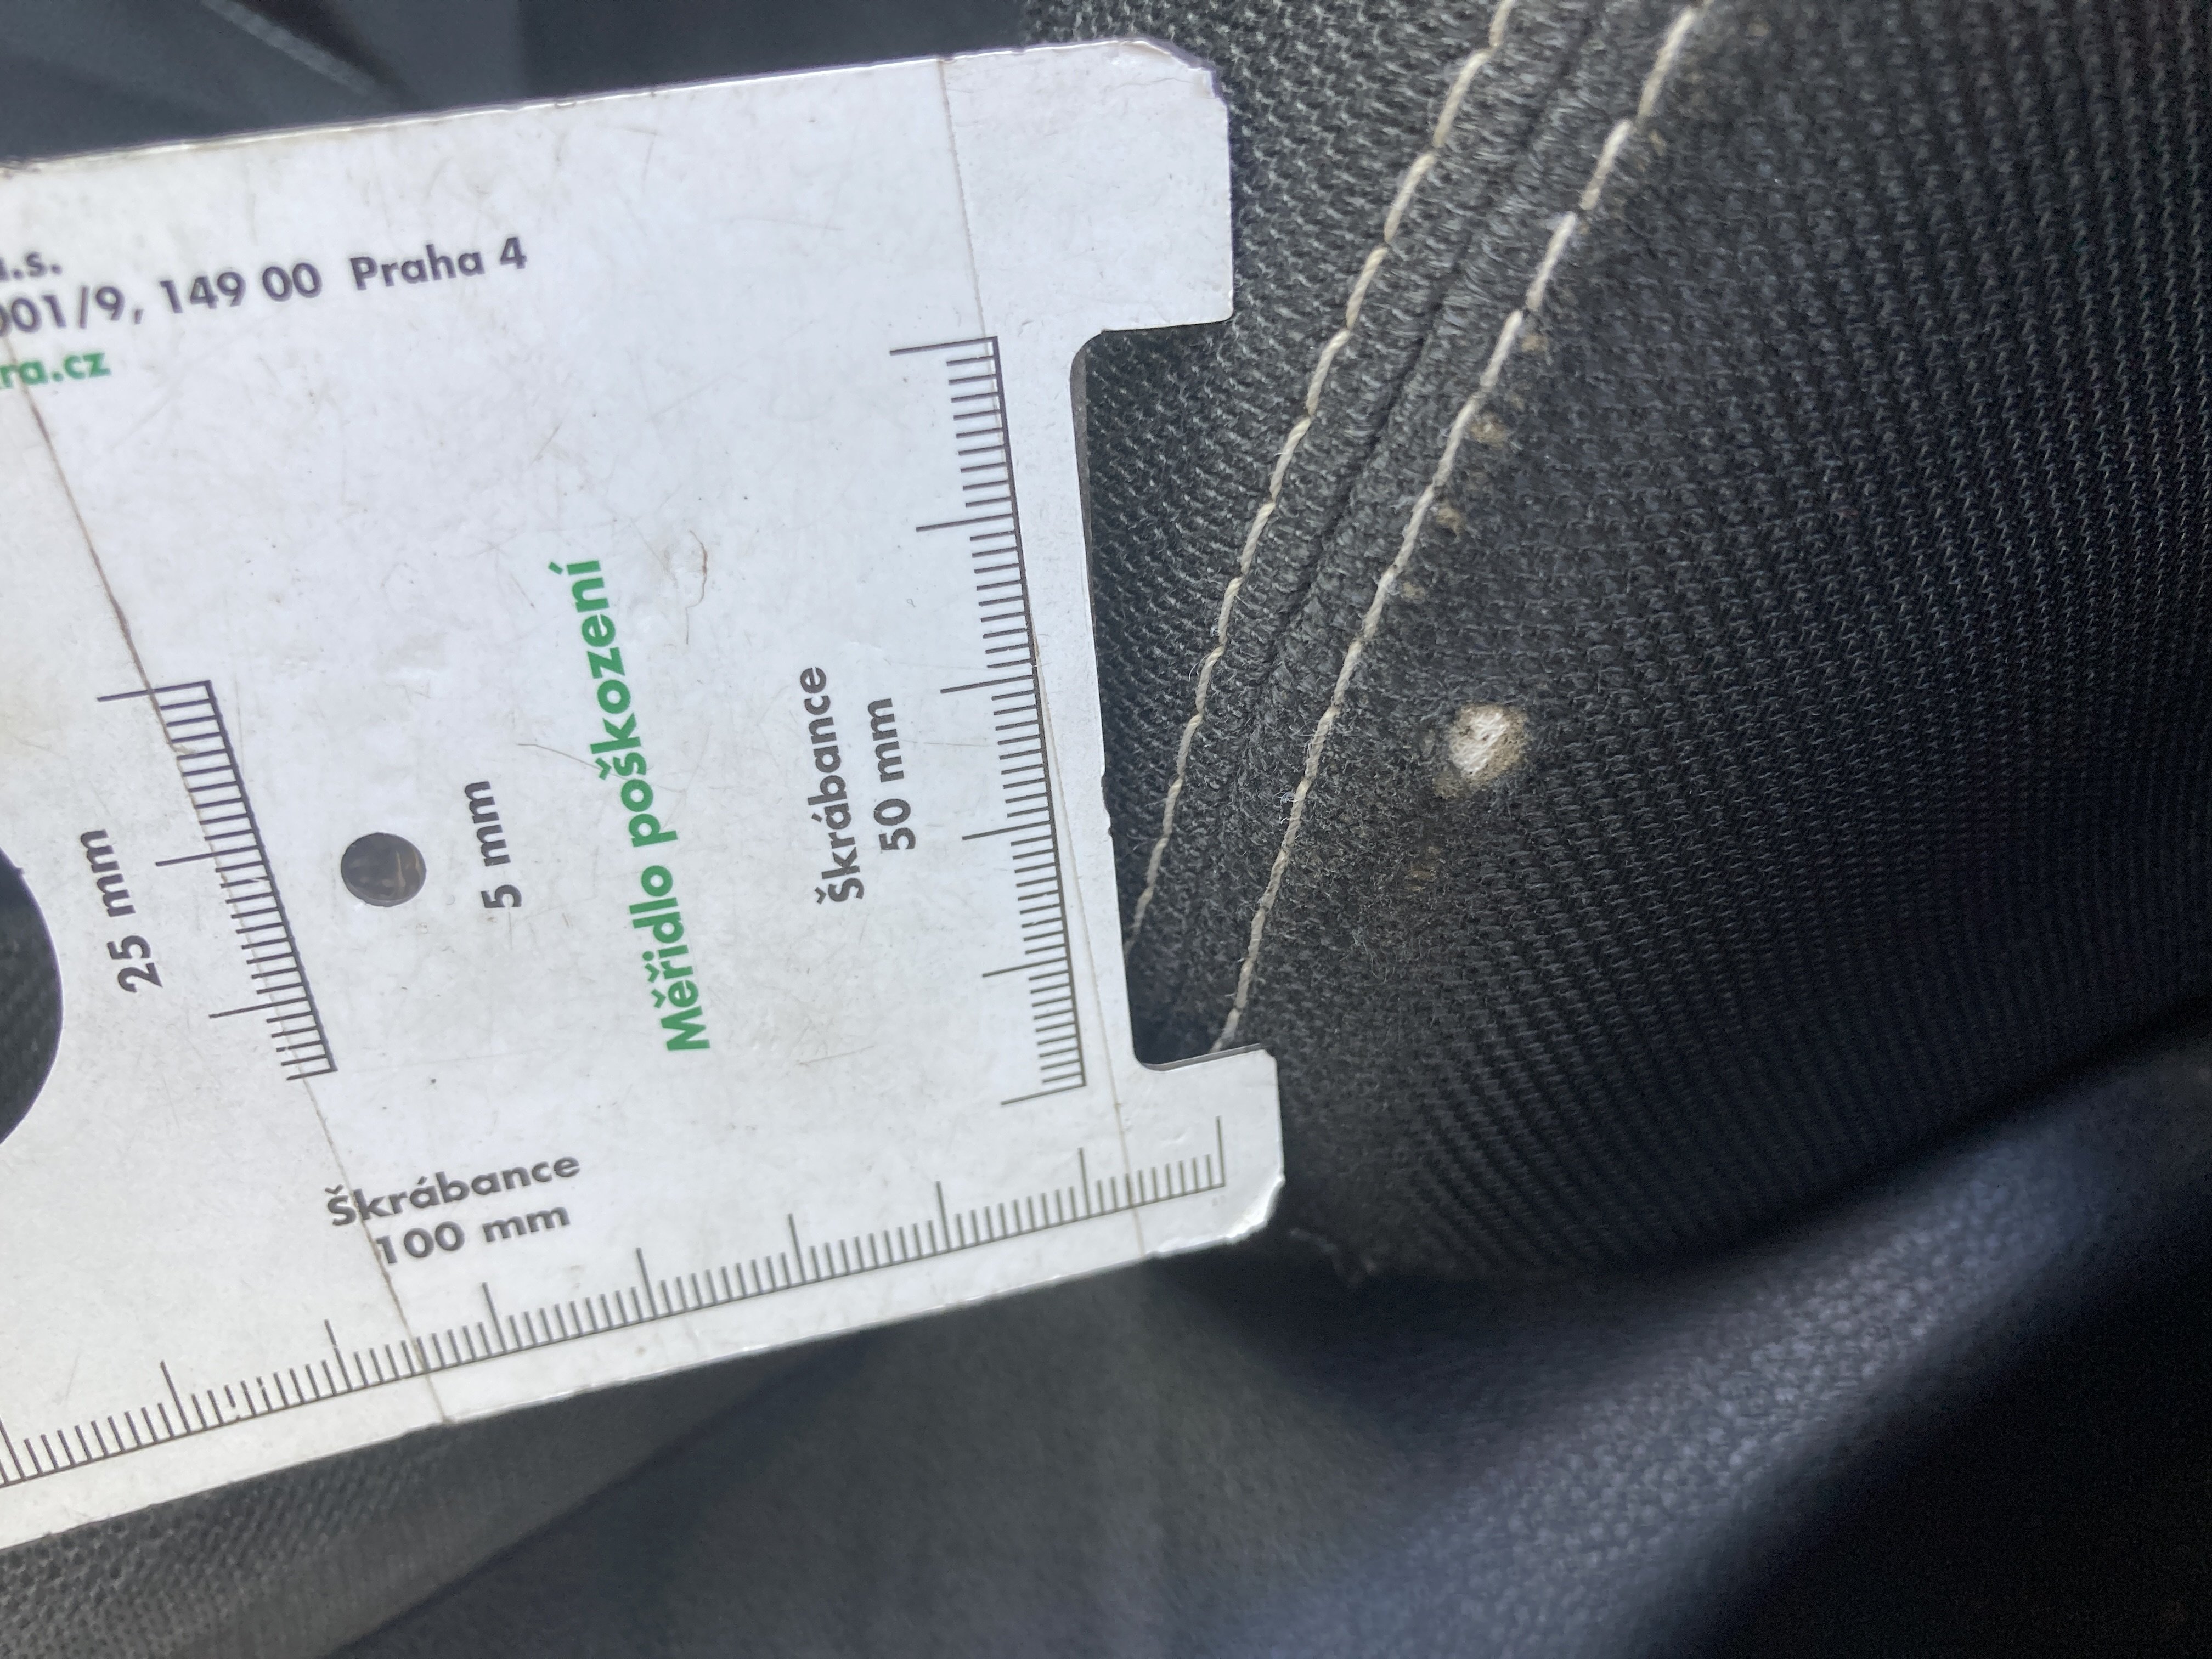 a.s.
001/9, 149 00 Praha 4
ra.cz
25 mm
5 mm
Měřidlo poškození
Škrábance
50 mm
Škrábance
100 mm